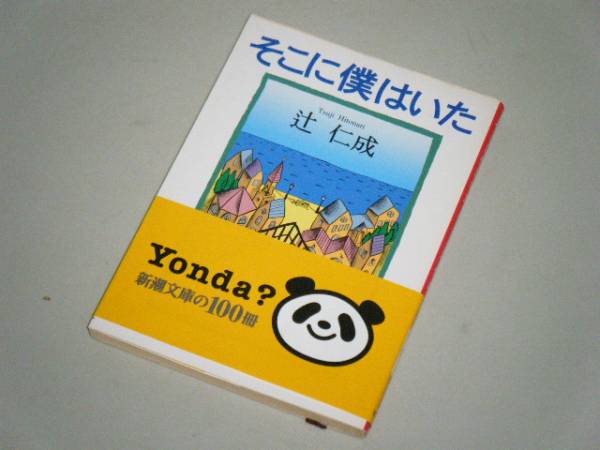 そこに僕はいた
Tsuji Hitonari
辻 仁成
Yonda?
新潮文庫の100冊